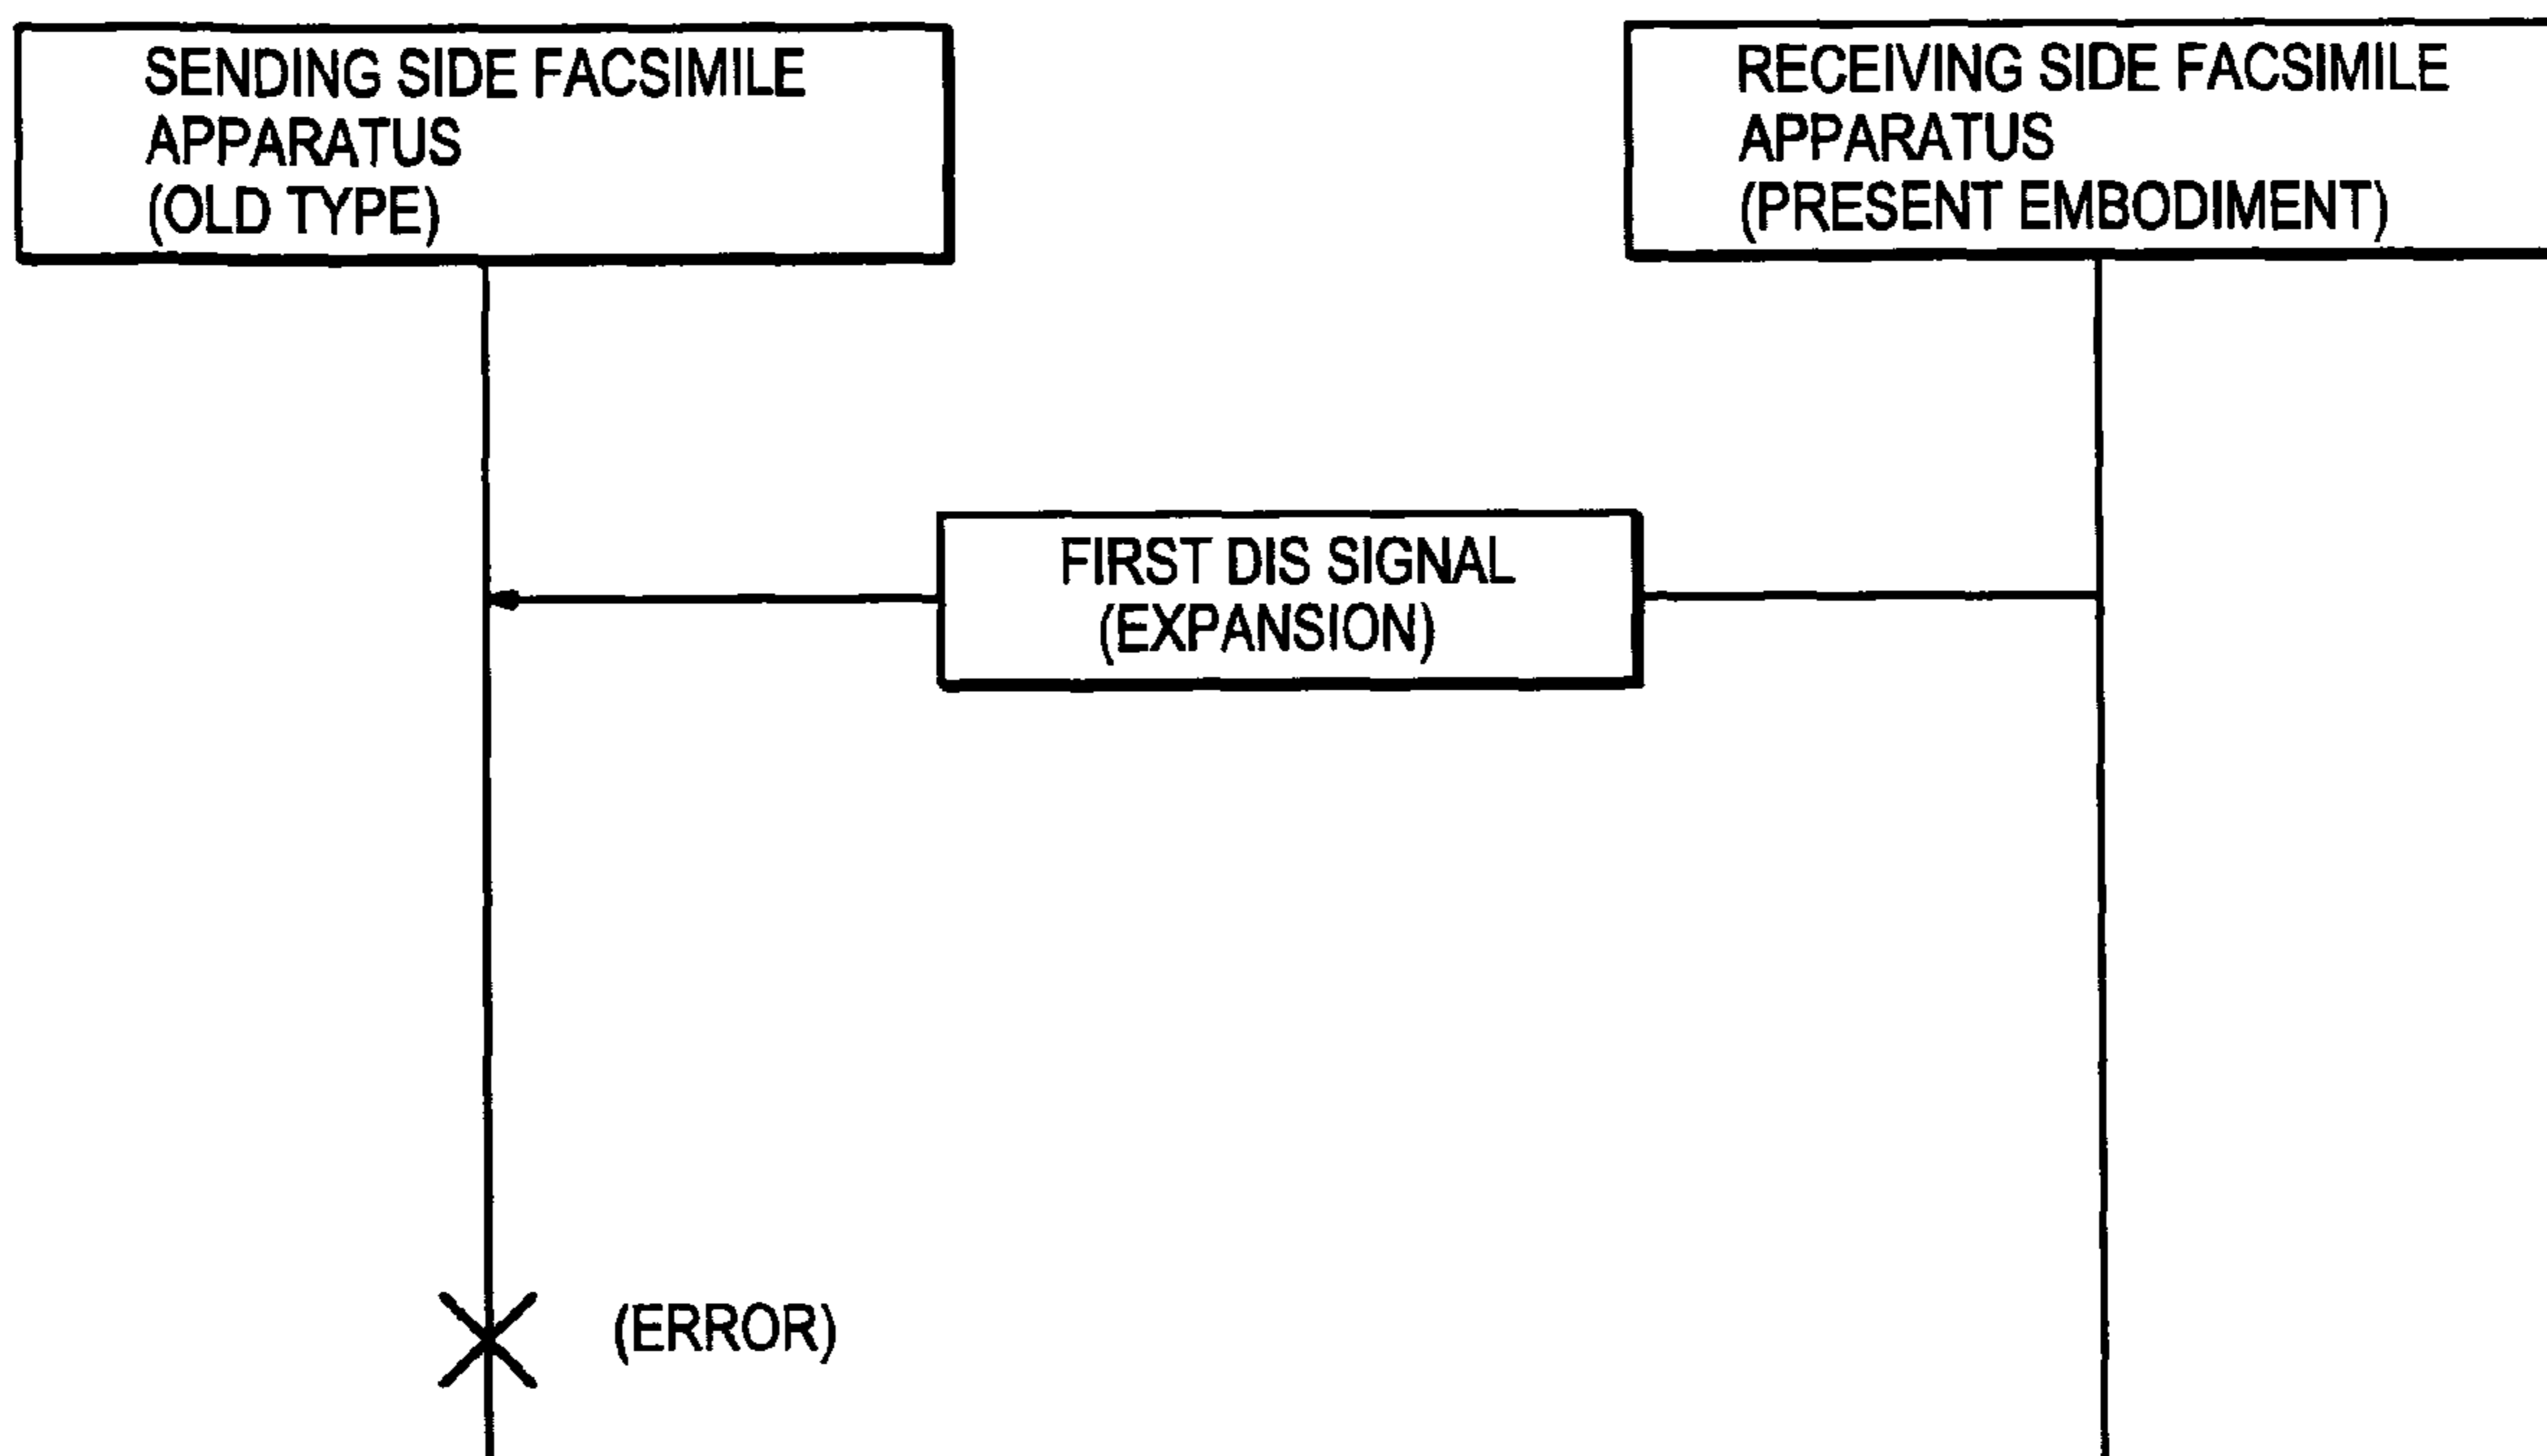 SENDING SIDE FACSIMILE
APPARATUS
(OLD TYPE)
RECEIVING SIDE FACSIMILE
APPARATUS
(PRESENT EMBODIMENT)
FIRST DIS SIGNAL
(EXPANSION)
(ERROR)